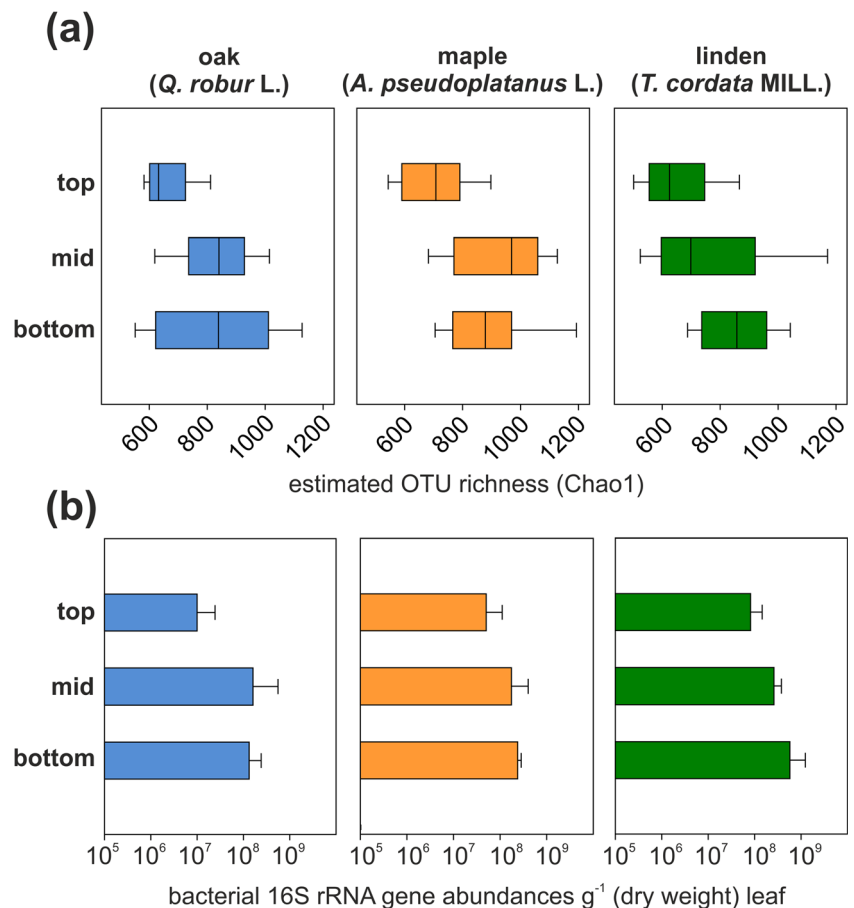 (a)
oak
(Q. robur L.)
maple
(A. pseudoplatanus L.)
linden
(T. cordata MILL.)
top
mid
bottom
600 800 1000 1200
600 800 1000 1200
600 800 1000 1200
estimated OTU richness (Chao1)
(b)
top
mid
bottom
10⁵ 10⁶ 10⁷ 10⁸ 10⁹
10⁵ 10⁶ 10⁷ 10⁸ 10⁹
10⁵ 10⁶ 10⁷ 10⁸ 10⁹
bacterial 16S rRNA gene abundances g⁻¹ (dry weight) leaf